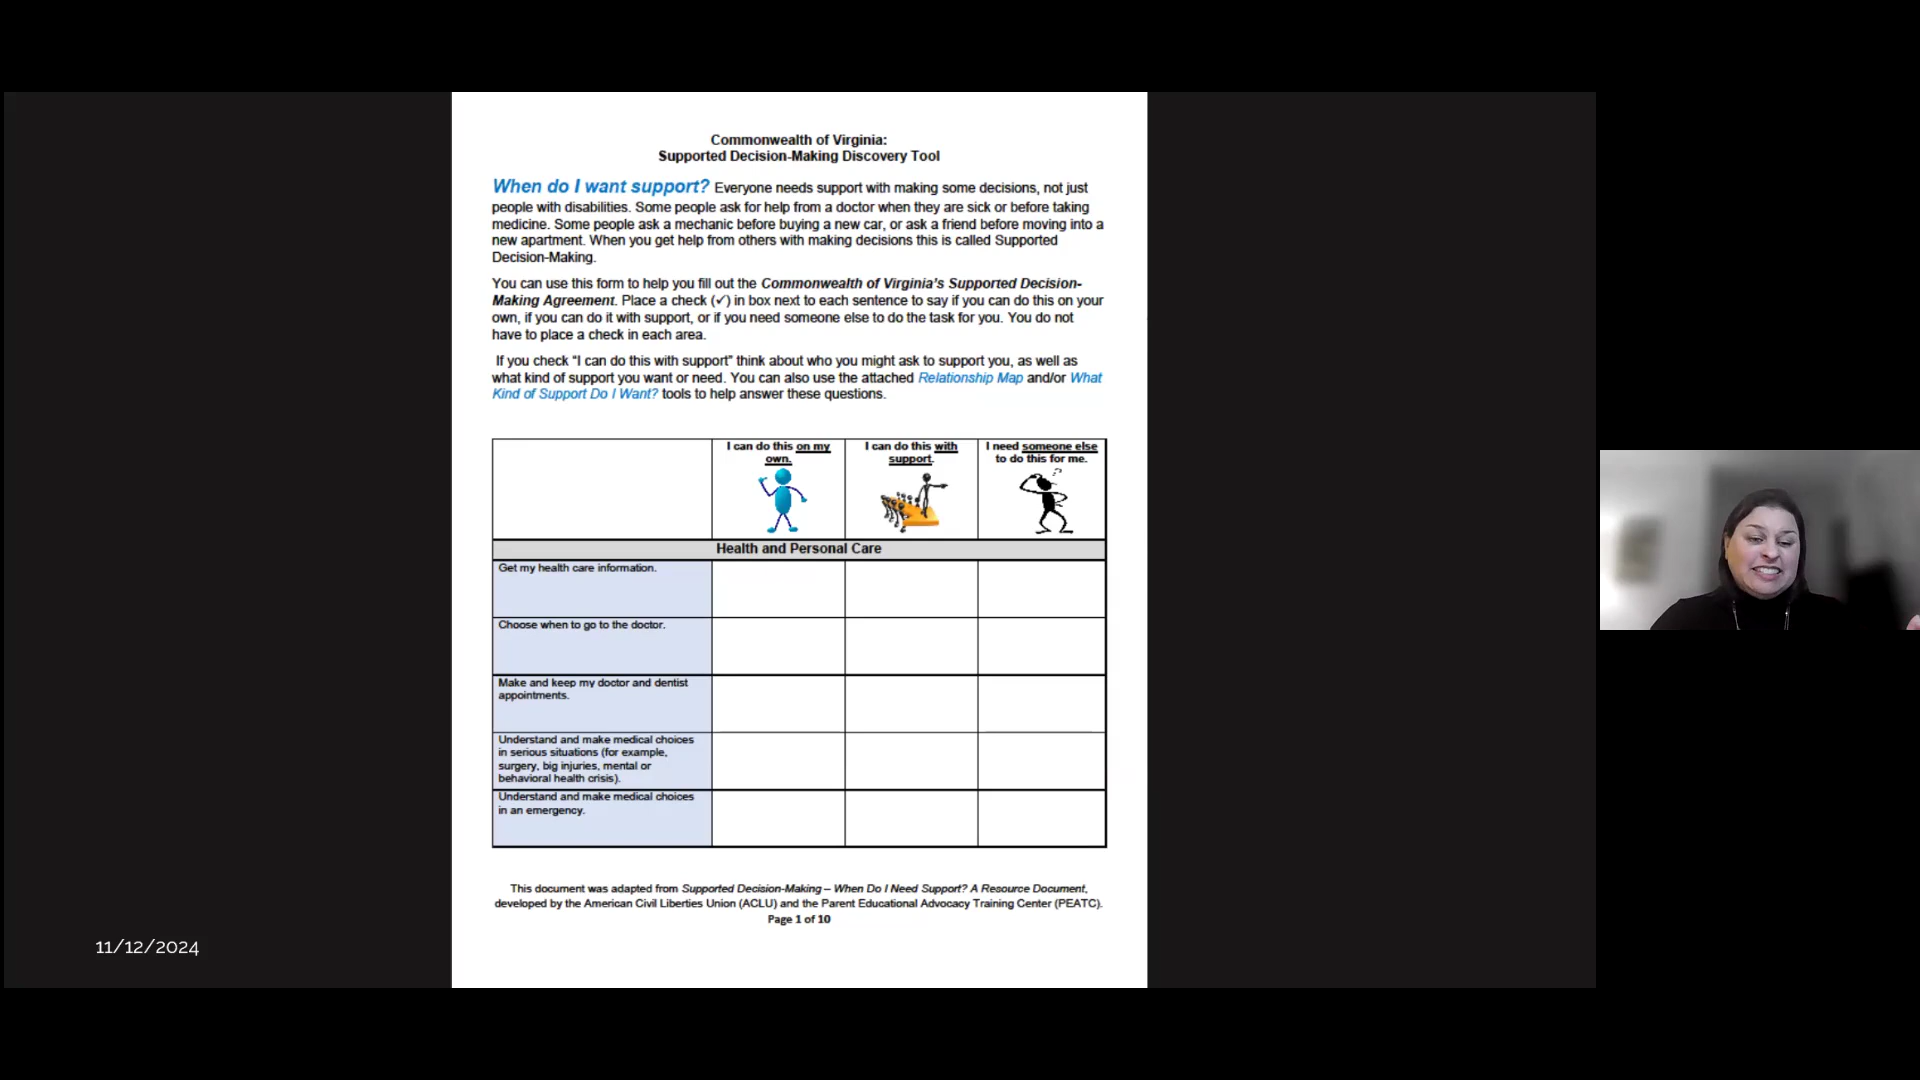 Commonwealth of Virginia:
Supported Decision-Making Discovery Tool
When do I want support? Everyone needs support with making some decisions, not just
people with disabilities. Some people ask for help from a doctor when they are sick or before taking
medicine. Some people ask a mechanic before buying a new car, or ask a friend before moving into a
new apartment. When you get help from others with making decisions this is called Supported
Decision-Making.
You can use this form to help you fill out the Commonwealth of Virginia's Supported Decision-
Making Agreement. Place a check (✓) in box next to each sentence to say if you can do this on your
own, if you can do it with support, or if you need someone else to do the task for you. You do not
have to place a check in each area.
If you check “I can do this with support” think about who you might ask to support you, as well as
what kind of support you want or need. You can also use the attached Relationship Map and/or What
Kind of Support Do I Want? tools to help answer these questions.
I can do this on my
own.
I can do this with
support.
I need someone else
to do this for me.
Health and Personal Care
Get my health care information.
Choose when to go to the doctor.
Make and keep my doctor and dentist
appointments.
Understand and make medical choices
in serious situations (for example,
surgery, big injuries, mental or
behavioral health crisis).
Understand and make medical choices
in an emergency.
This document was adapted from Supported Decision-Making – When Do I Need Support? A Resource Document,
developed by the American Civil Liberties Union (ACLU) and the Parent Educational Advocacy Training Center (PEATC).
Page 1 of 10
11/12/2024